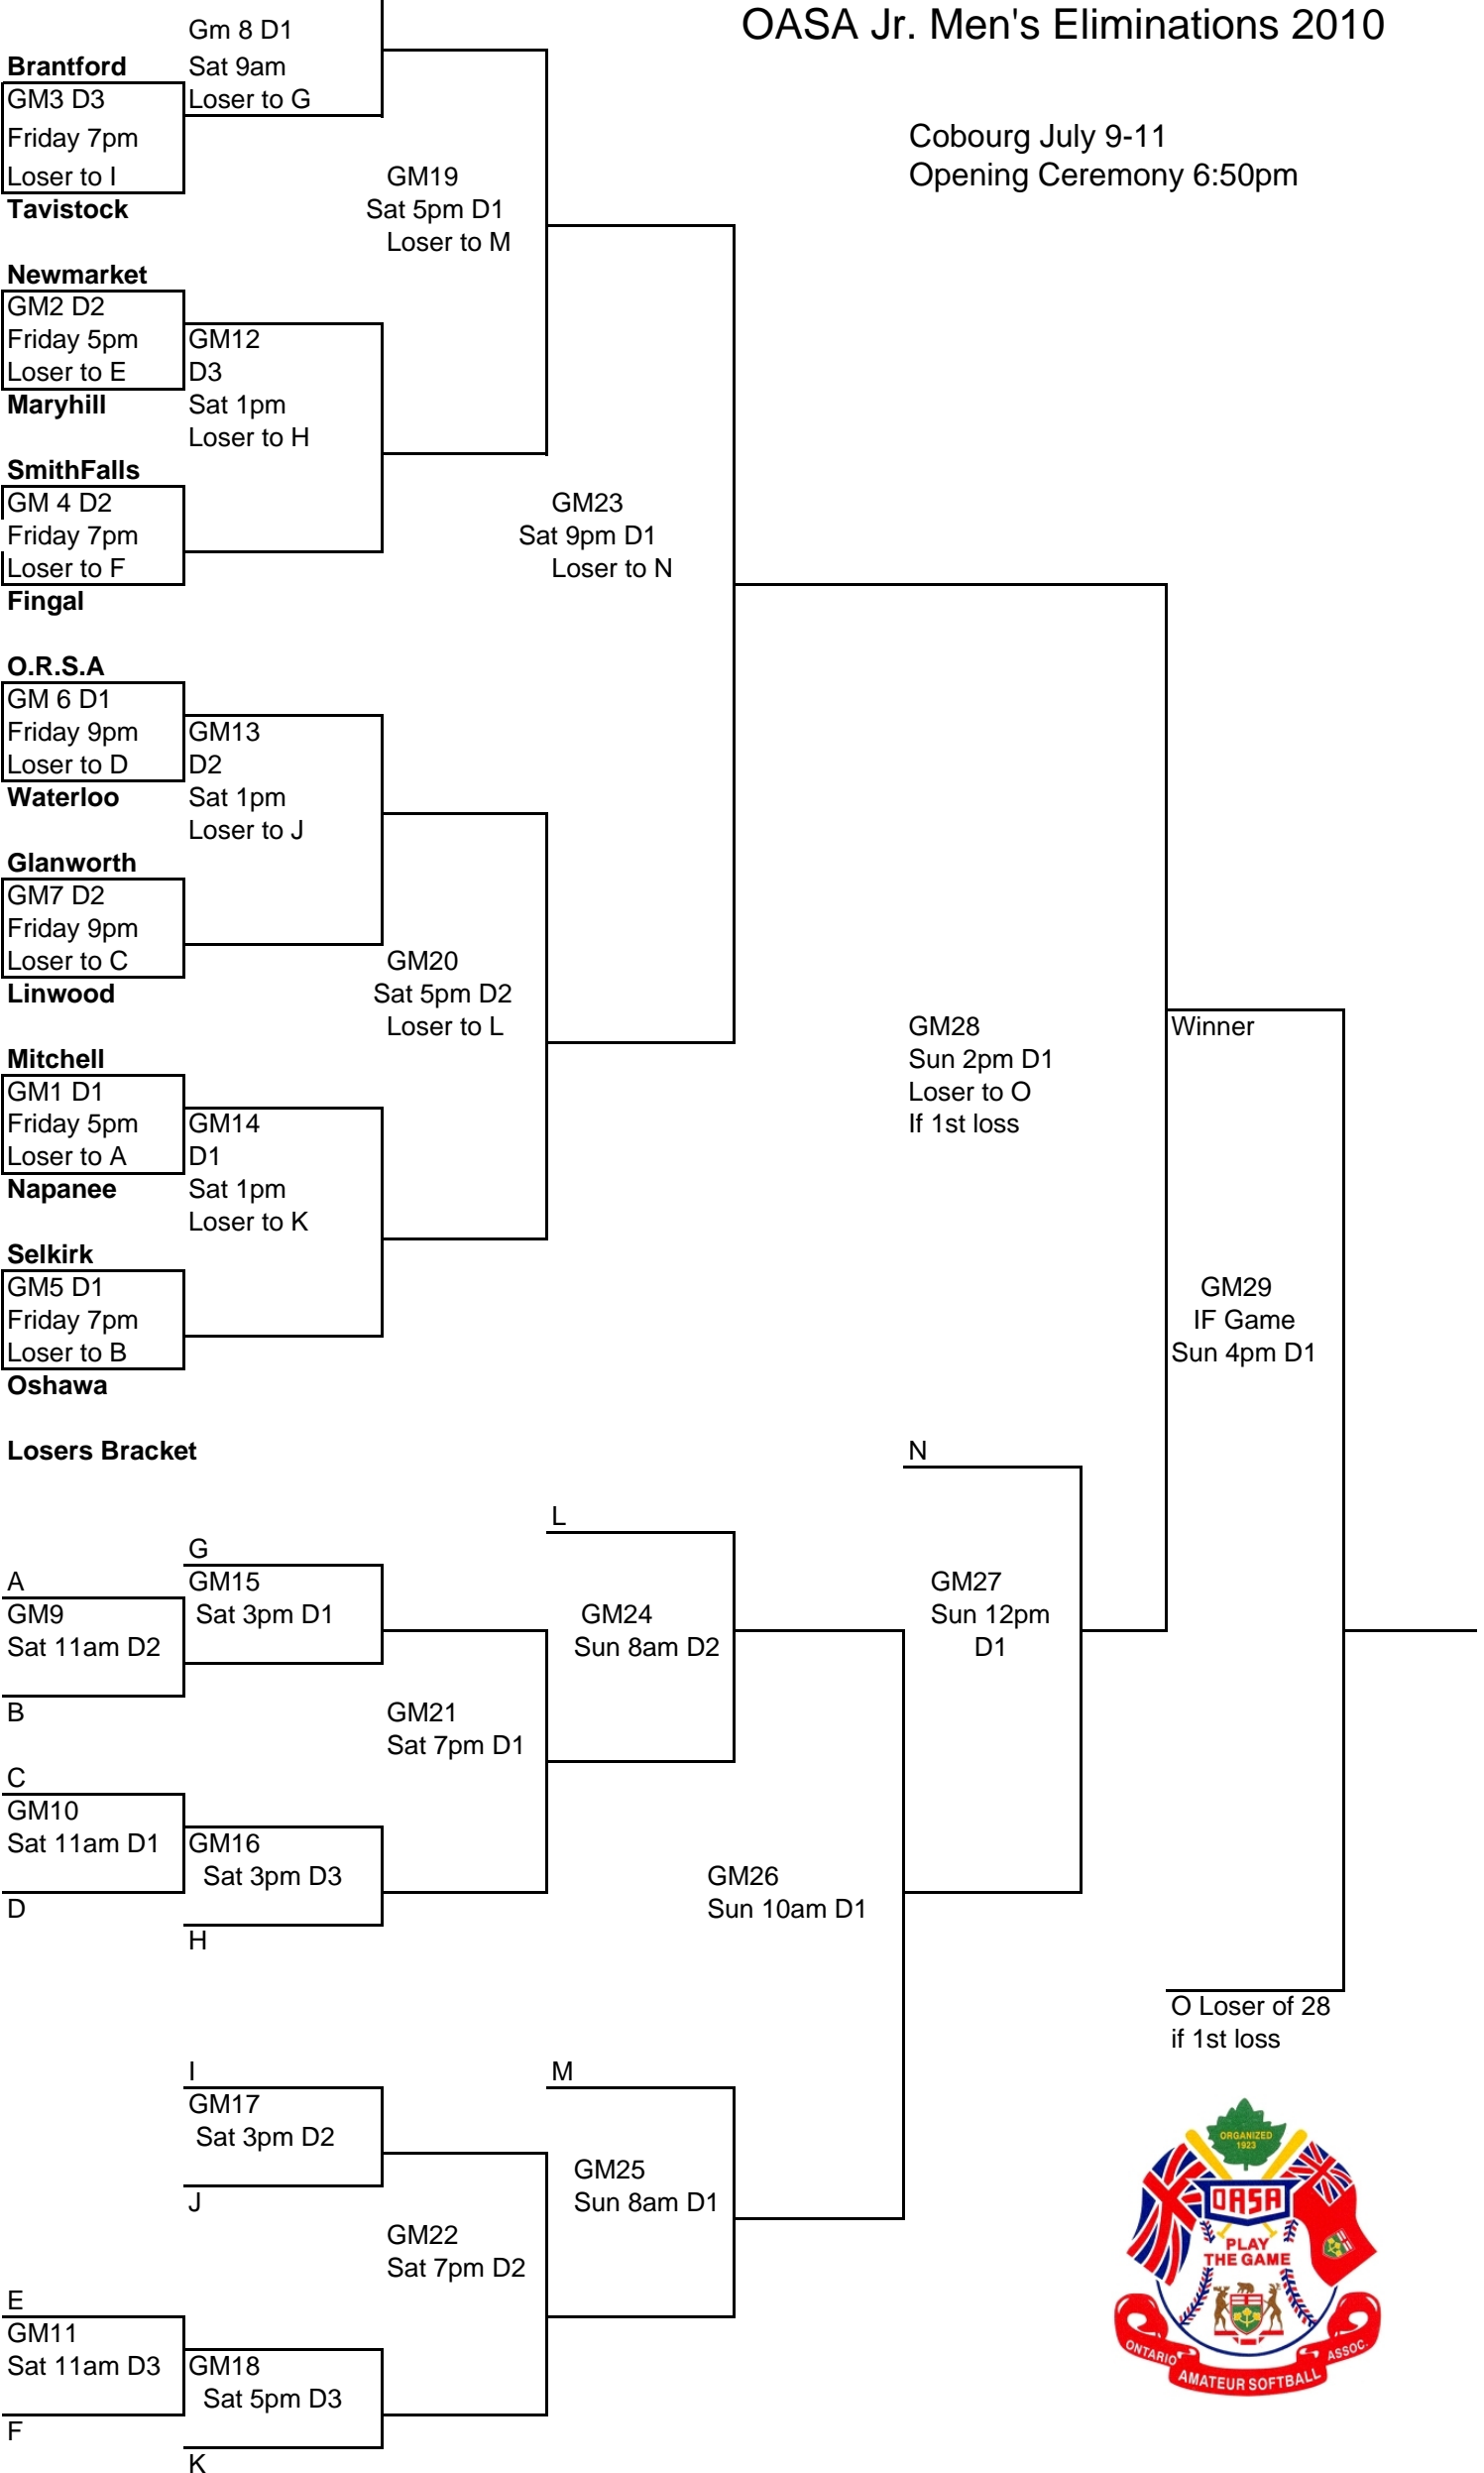 OASA Jr. Men's Eliminations 2010
Cobourg July 9-11
Opening Ceremony 6:50pm
Gm 8 D1
Sat 9am
Loser to G
Brantford
GM3 D3
Friday 7pm
Loser to I
Tavistock
GM19
Sat 5pm D1
Loser to M
Newmarket
GM2 D2
Friday 5pm
Loser to E
Maryhill
GM12
D3
Sat 1pm
Loser to H
SmithFalls
GM 4 D2
Friday 7pm
Loser to F
Fingal
GM23
Sat 9pm D1
Loser to N
O.R.S.A
GM 6 D1
Friday 9pm
Loser to D
Waterloo
GM13
D2
Sat 1pm
Loser to J
Glanworth
GM7 D2
Friday 9pm
Loser to C
Linwood
GM20
Sat 5pm D2
Loser to L
Mitchell
GM1 D1
Friday 5pm
Loser to A
Napanee
GM14
D1
Sat 1pm
Loser to K
Selkirk
GM5 D1
Friday 7pm
Loser to B
Oshawa
GM28
Sun 2pm D1
Loser to O
If 1st loss
Winner
GM29
IF Game
Sun 4pm D1
Losers Bracket
N
L
G
A
GM9
Sat 11am D2
B
GM15
Sat 3pm D1
GM24
Sun 8am D2
GM27
Sun 12pm
D1
GM21
Sat 7pm D1
C
GM10
Sat 11am D1
D
GM16
Sat 3pm D3
H
GM26
Sun 10am D1
O Loser of 28
if 1st loss
I
GM17
Sat 3pm D2
J
M
GM25
Sun 8am D1
GM22
Sat 7pm D2
E
GM11
Sat 11am D3
F
GM18
Sat 5pm D3
K
ORGANIZED
1923
OASA
PLAY
THE GAME
ONTARIO
AMATEUR SOFTBALL
ASSOC.